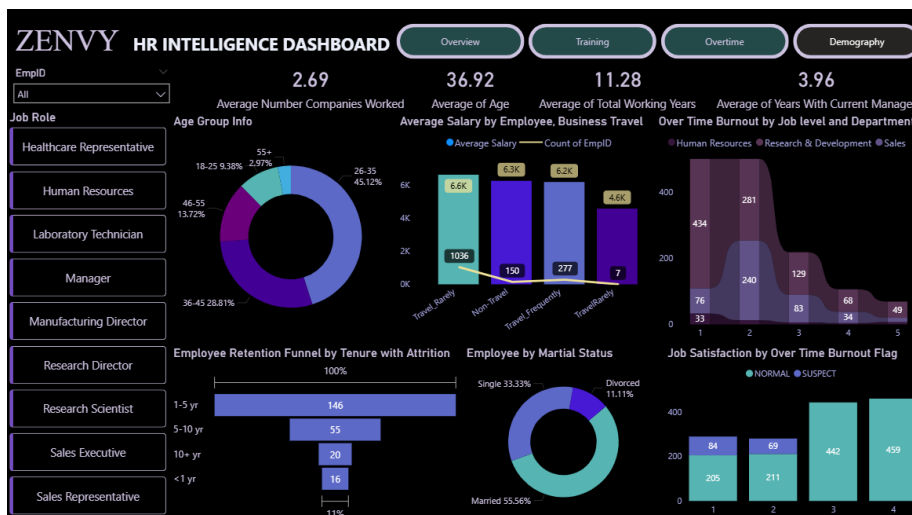 ZENVY HR INTELLIGENCE DASHBOARD
Overview
Training
Overtime
Demography
EmpID
All
2.69
Average Number Companies Worked
36.92
Average of Age
11.28
Average of Total Working Years
3.96
Average of Years With Current Manage
Job Role
Healthcare Representative
Human Resources
Laboratory Technician
Manager
Manufacturing Director
Research Director
Research Scientist
Sales Executive
Sales Representative
Age Group Info
55+
2.97%
18-25 9.38%
26-35
45.12%
46-55
13.72%
36-45 28.81%
Average Salary by Employee, Business Travel
Average Salary
Count of EmpID
6K
4K
2K
0K
6.6K
6.3K
6.2K
4.6K
1036
150
277
7
Travel_Rarely
Non-Travel
Travel_Frequently
TravelRarely
Over Time Burnout by Job level and Department
Human Resources
Research & Development
Sales
400
200
0
434
76
33
281
240
129
83
68
34
49
1
2
3
4
5
Employee Retention Funnel by Tenure with Attrition
100%
1-5 yr
146
5-10 yr
55
10+ yr
20
<1 yr
16
11%
Employee by Martial Status
Single 33.33%
Divorced
11.11%
Married 55.56%
Job Satisfaction by Over Time Burnout Flag
NORMAL
SUSPECT
400
200
0
84
205
69
211
442
459
1
2
3
4